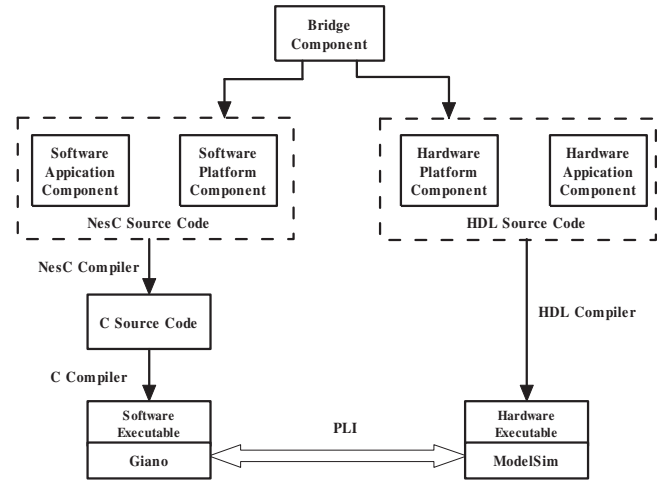 Bridge
Component
Software
Appication
Component
Software
Platform
Component
Hardware
Platform
Component
Hardware
Appication
Component
NesC Source Code
HDL Source Code
NesC Compiler
C Source Code
HDL Compiler
C Compiler
Software
Executable
Giano
PLI
Hardware
Executable
ModelSim